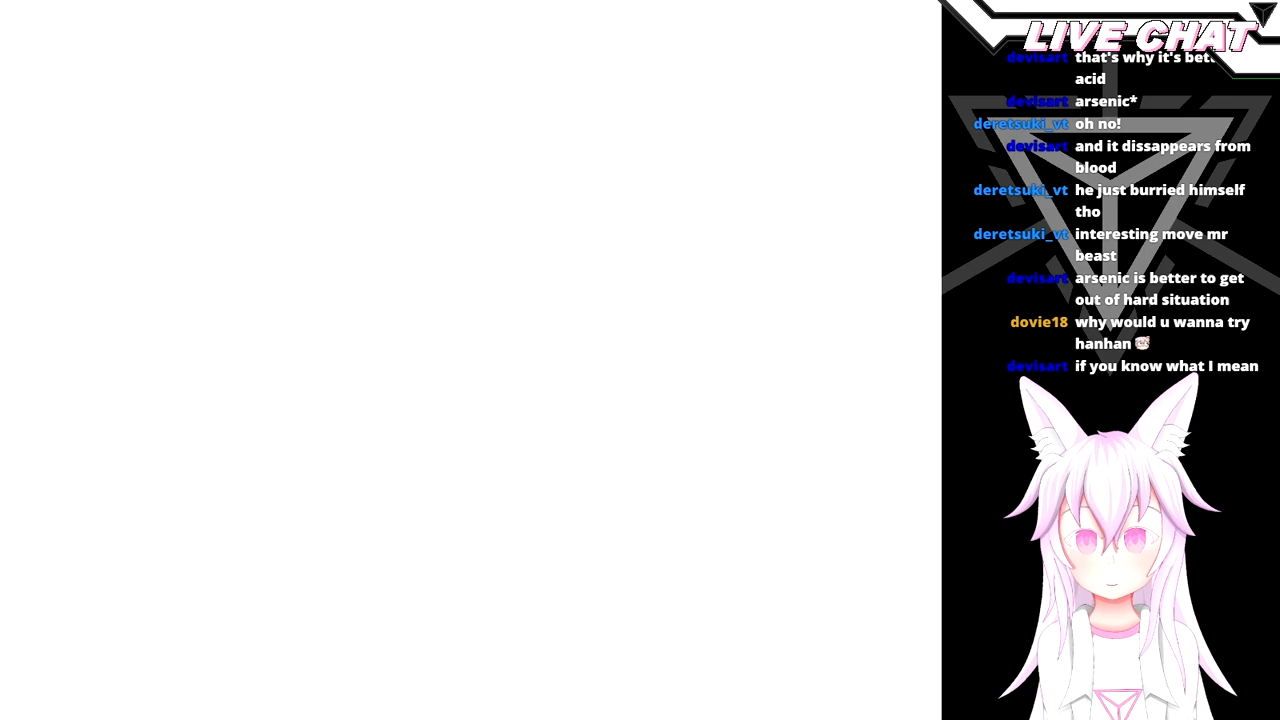 LIVE CHAT
devisart that's why it's bet
acid
devisart arsenic*
deretsuki_vt oh no!
devisart and it dissappears from
blood
deretsuki_vt he just burried himself
tho
deretsuki_vt interesting move mr
beast
devisart arsenic is better to get
out of hard situation
dovie18 why would u wanna try
hanhan
devisart if you know what I mean